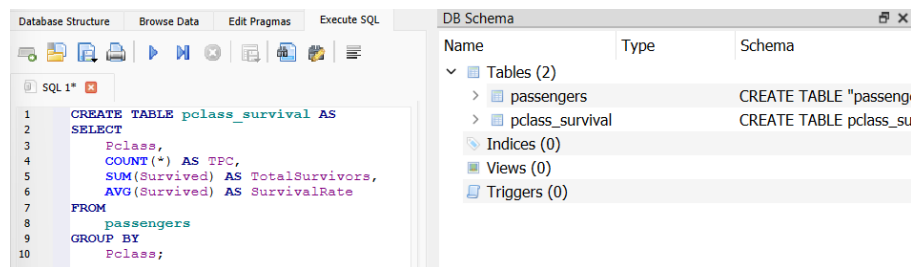 Database Structure Browse Data Edit Pragmas Execute SQL
SQL 1*
1 CREATE TABLE pclass_survival AS
2 SELECT
3 Pclass,
4 COUNT(*) AS TPC,
5 SUM(Survived) AS TotalSurvivors,
6 AVG(Survived) AS SurvivalRate
7 FROM
8 passengers
9 GROUP BY
10 Pclass;
DB Schema
Name Type Schema
Tables (2)
passengers CREATE TABLE "passeng
pclass_survival CREATE TABLE pclass_su
Indices (0)
Views (0)
Triggers (0)